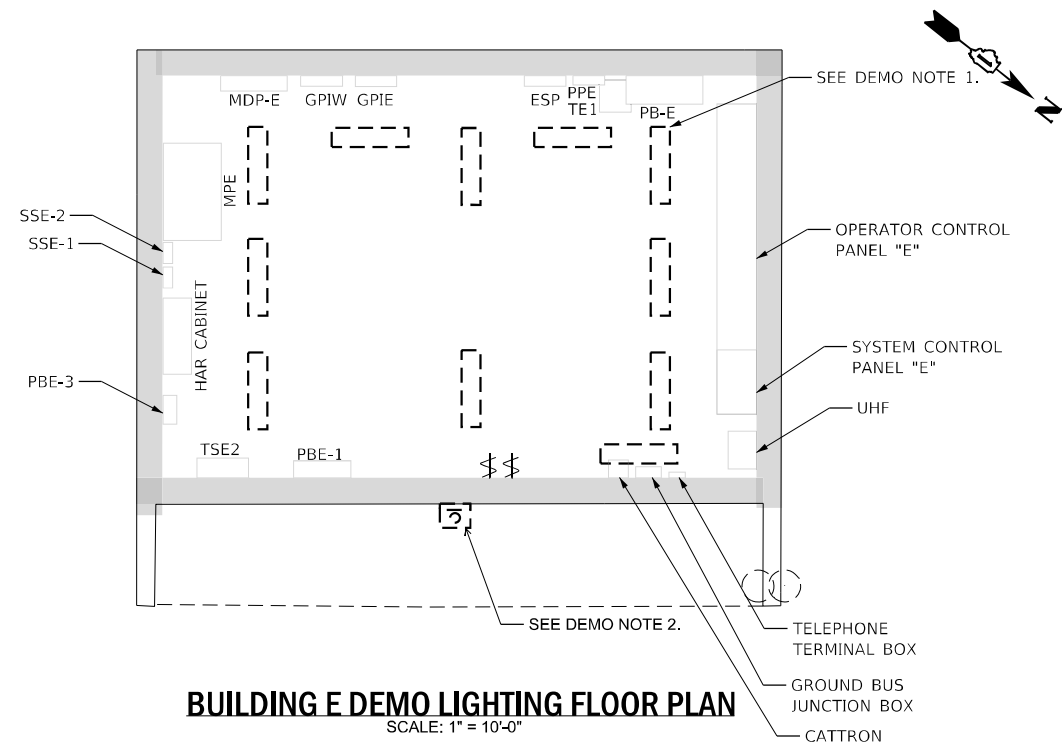 SEE DEMO NOTE 1.
N
MDP-E
GPIW
GPIE
ESP
PPE
TE1
PB-E
MPE
SSE-2
SSE-1
HAR CABINET
PBE-3
OPERATOR CONTROL
PANEL "E"
SYSTEM CONTROL
PANEL "E"
UHF
TSE2
PBE-1
SEE DEMO NOTE 2.
TELEPHONE
TERMINAL BOX
GROUND BUS
JUNCTION BOX
CATTRON
BUILDING E DEMO LIGHTING FLOOR PLAN
SCALE: 1" = 10'-0"